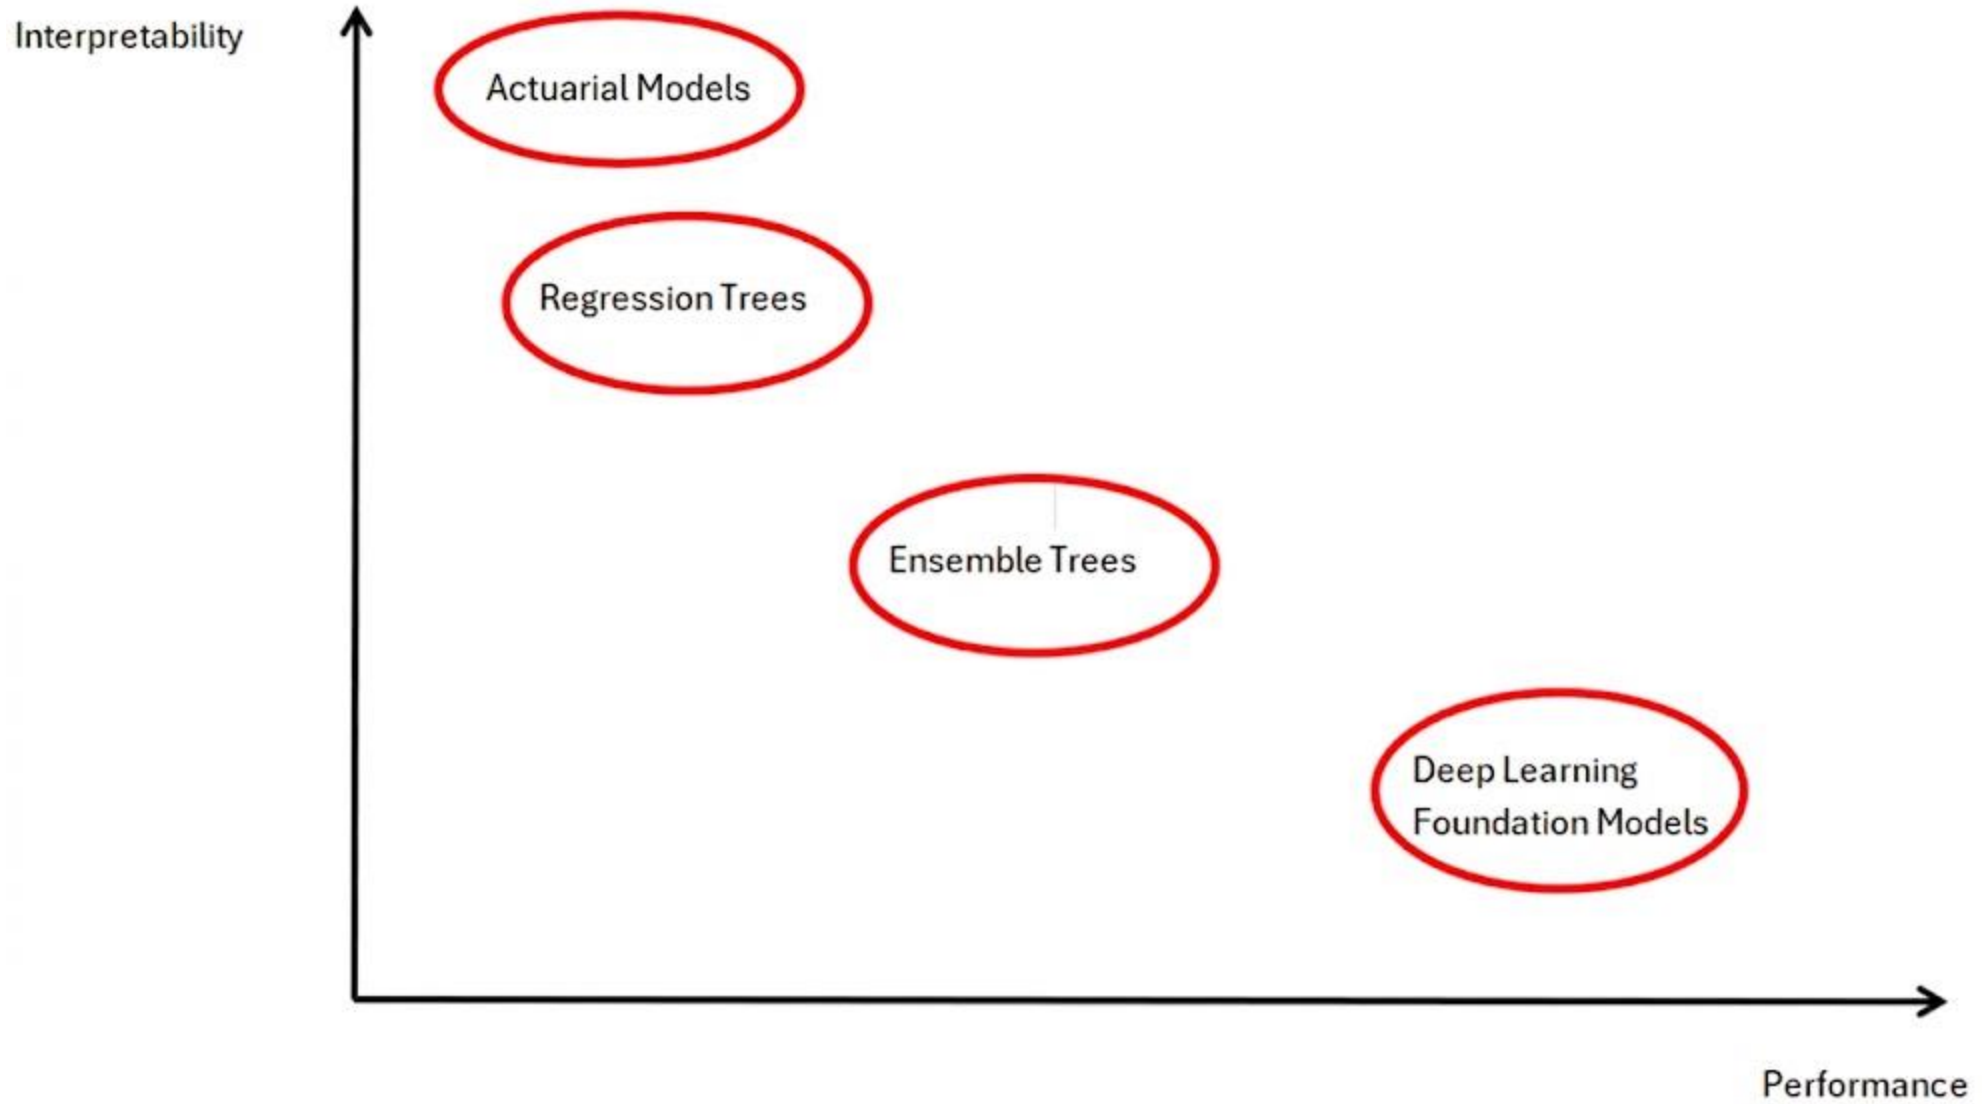 Interpretability
Actuarial Models
Regression Trees
Ensemble Trees
Deep Learning
Foundation Models
Performance